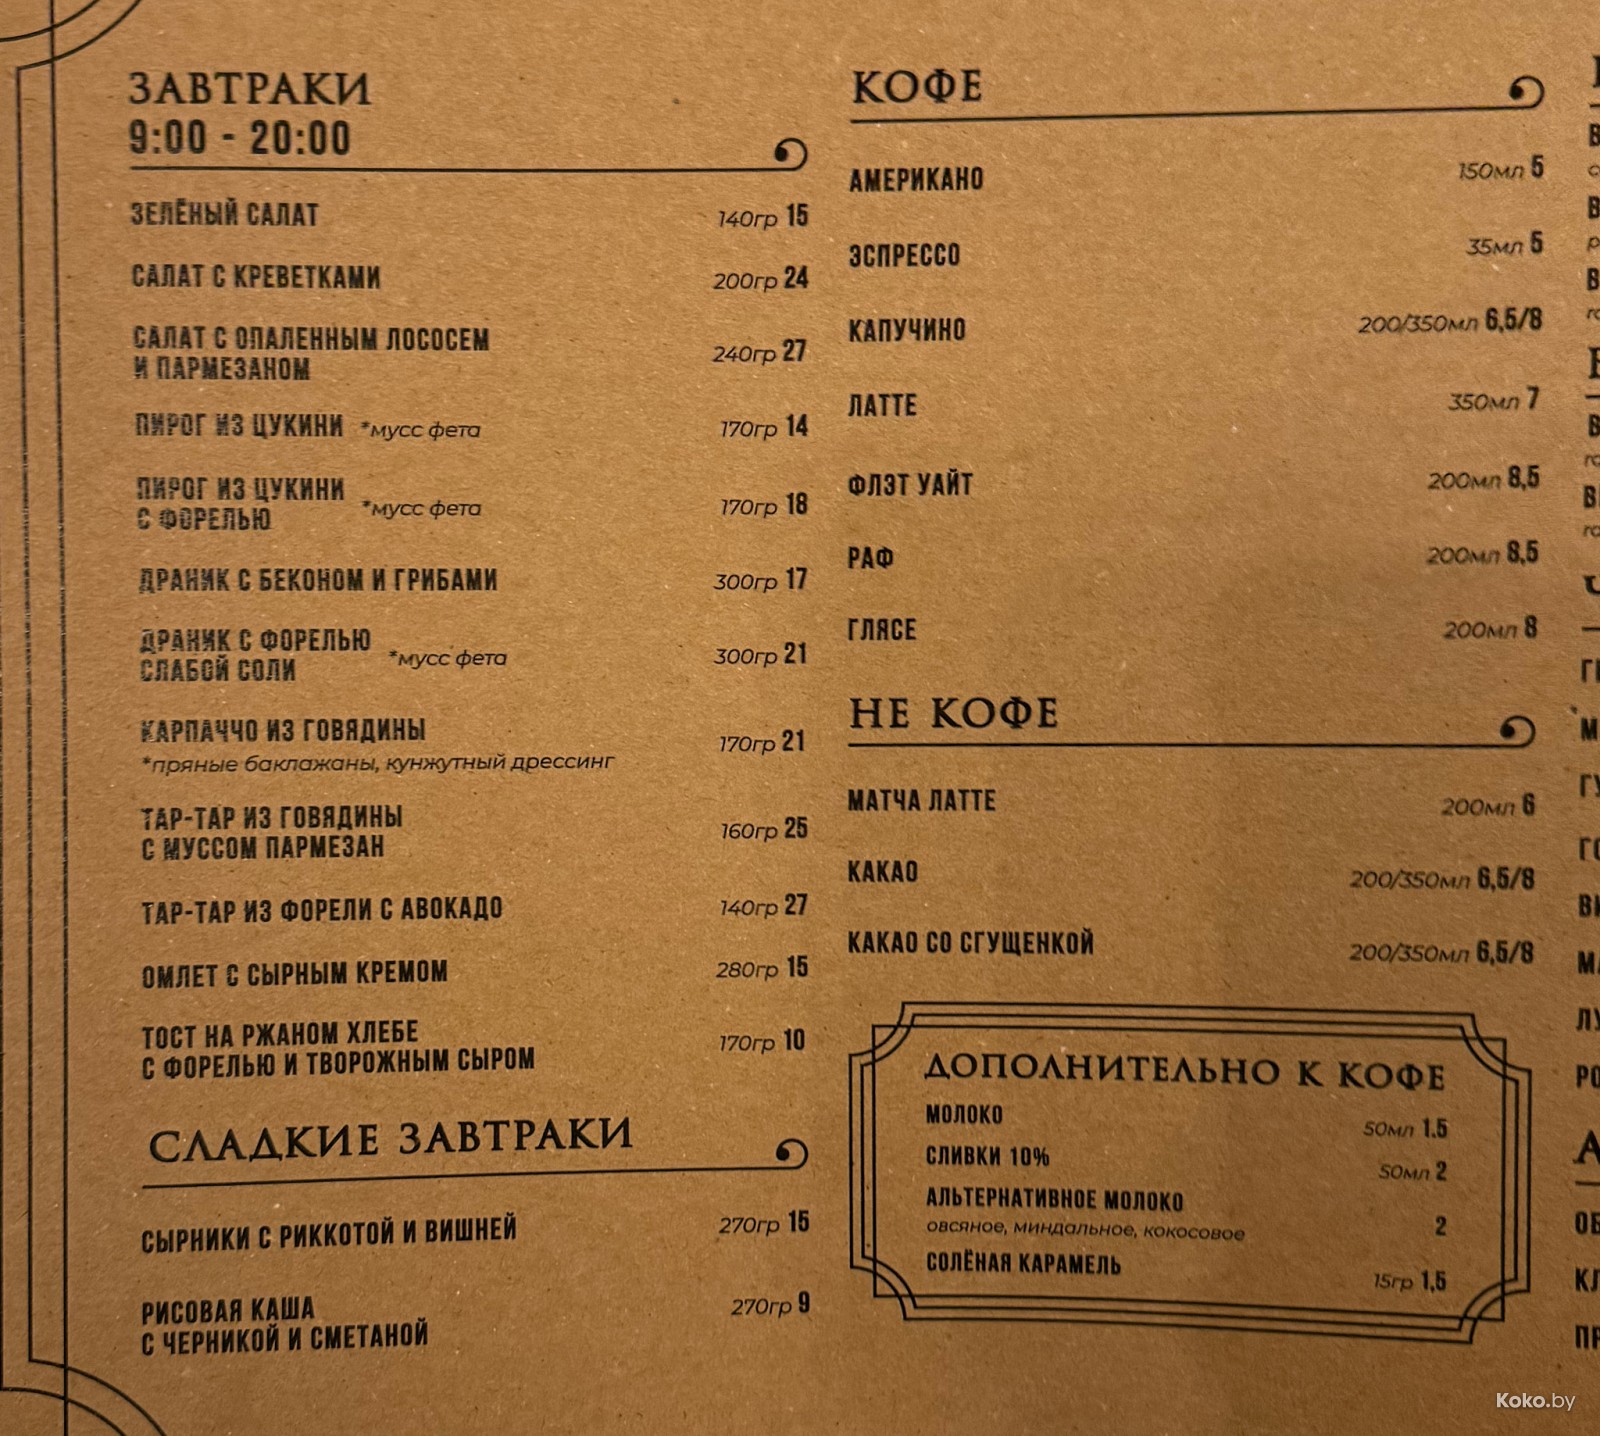 ЗАВТРАКИ
9:00 - 20:00
ЗЕЛЁНЫЙ САЛАТ 140гр 15
САЛАТ С КРЕВЕТКАМИ 200гр 24
САЛАТ С ОПАЛЕННЫМ ЛОСОСЕМ
И ПАРМЕЗАНОМ 240гр 27
ПИРОГ ИЗ ЦУКИНИ *мусс фета 170гр 14
ПИРОГ ИЗ ЦУКИНИ
С ФОРЕЛЬЮ *мусс фета 170гр 18
ДРАНИК С БЕКОНОМ И ГРИБАМИ 300гр 17
ДРАНИК С ФОРЕЛЬЮ
СЛАБОЙ СОЛИ *мусс фета 300гр 21
КАРПАЧЧО ИЗ ГОВЯДИНЫ 170гр 21
*пряные баклажаны, кунжутный дрессинг
ТАР-ТАР ИЗ ГОВЯДИНЫ
С МУССОМ ПАРМЕЗАН 160гр 25
ТАР-ТАР ИЗ ФОРЕЛИ С АВОКАДО 140гр 27
ОМЛЕТ С СЫРНЫМ КРЕМОМ 280гр 15
ТОСТ НА РЖАНОМ ХЛЕБЕ
С ФОРЕЛЬЮ И ТВОРОЖНЫМ СЫРОМ 170гр 10
СЛАДКИЕ ЗАВТРАКИ
СЫРНИКИ С РИККОТОЙ И ВИШНЕЙ 270гр 15
РИСОВАЯ КАША
С ЧЕРНИКОЙ И СМЕТАНОЙ 270гр 9
КОФЕ
АМЕРИКАНО 150мл 5
ЭСПРЕССО 35мл 5
КАПУЧИНО 200/350мл 6,5/8
ЛАТТЕ 350мл 7
ФЛЭТ УАЙТ 200мл 8,5
РАФ 200мл 8,5
ГЛЯСЕ 200мл 8
НЕ КОФЕ
МАТЧА ЛАТТЕ 200мл 6
КАКАО 200/350мл 6,5/8
КАКАО СО СГУЩЕНКОЙ 200/350мл 6,5/8
ДОПОЛНИТЕЛЬНО К КОФЕ
МОЛОКО 50мл 1.5
СЛИВКИ 10% 50мл 2
АЛЬТЕРНАТИВНОЕ МОЛОКО
овсяное, миндальное, кокосовое 2
СОЛЁНАЯ КАРАМЕЛЬ 15гр 1,5
Koko.by